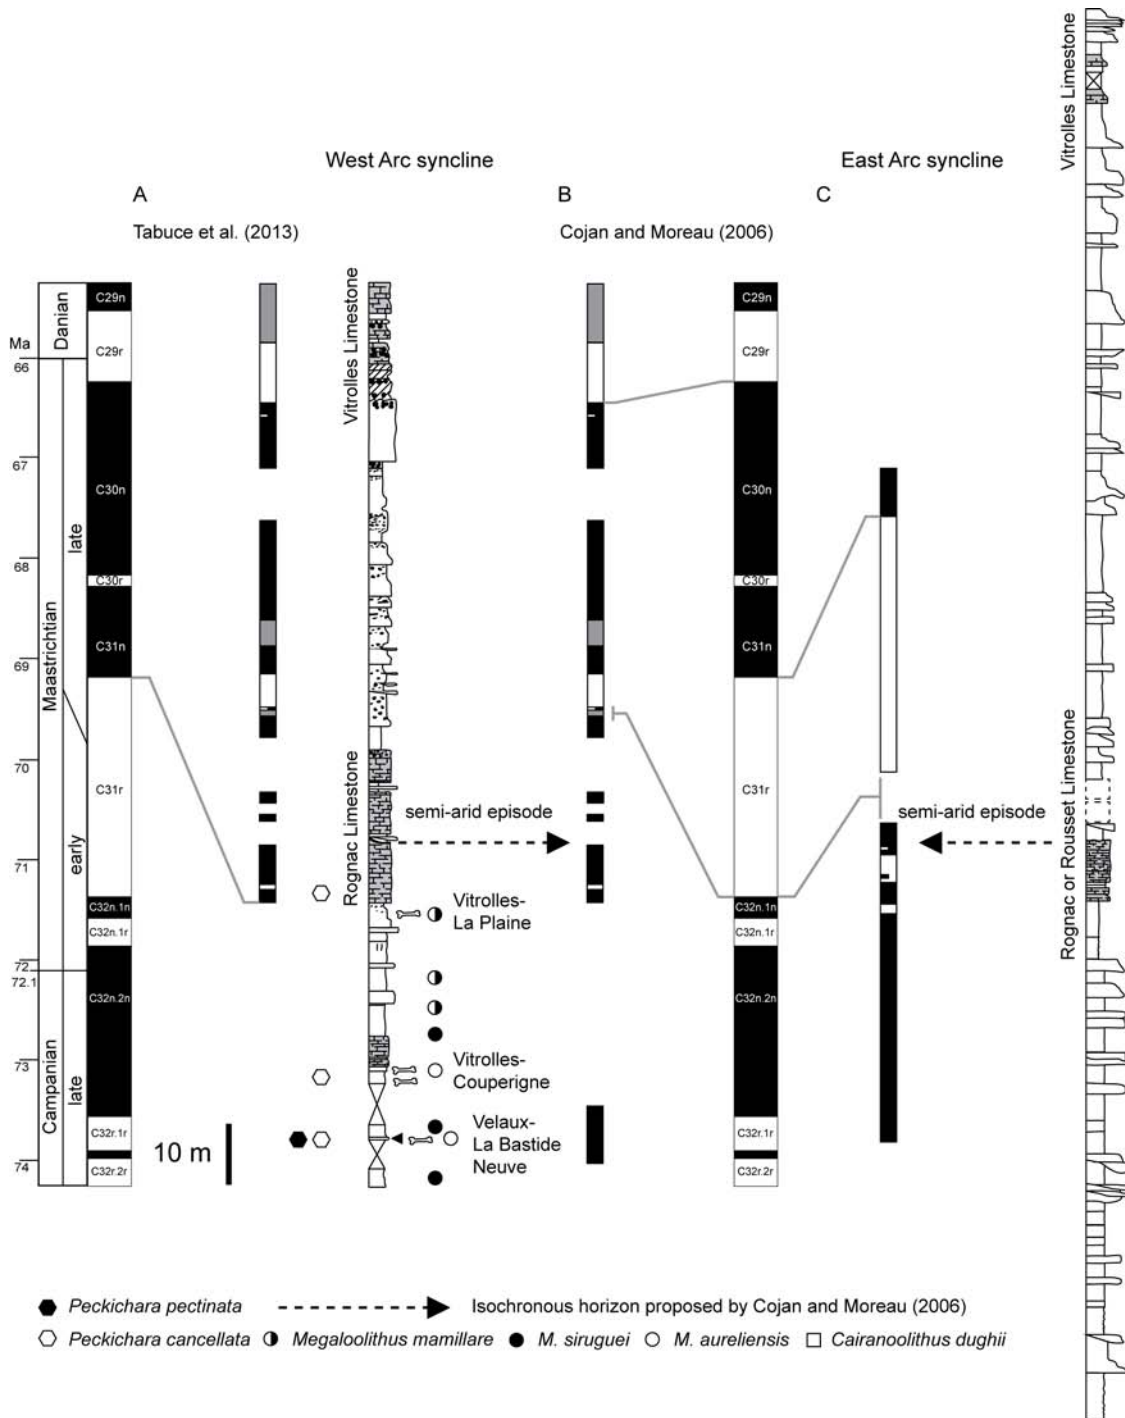 West Arc syncline
East Arc syncline
A
B
C
Tabuce et al. (2013)
Cojan and Moreau (2006)
Vitrolles Limestone
Vitrolles Limestone
Rognac Limestone
Rognac or Rousset Limestone
Ma
66
67
68
69
70
71
72
72.1
73
74
Danian
Maastrichtian
Campanian
late
early
late
C29n
C29r
C30n
C30r
C31n
C31r
C32n.1n
C32n.1r
C32n.2n
C32r.1r
C32r.2r
C29n
C29r
C30n
C30r
C31n
C31r
C32n.1n
C32n.1r
C32n.2n
C32r.1r
C32r.2r
semi-arid episode
semi-arid episode
Vitrolles-
La Plaine
Vitrolles-
Couperigne
Velaux-
La Bastide
Neuve
10 m
Peckichara pectinata
Isochronous horizon proposed by Cojan and Moreau (2006)
Peckichara cancellata
Megaloolithus mamillare
M. siruguei
M. aureliensis
Cairanoolithus dughii